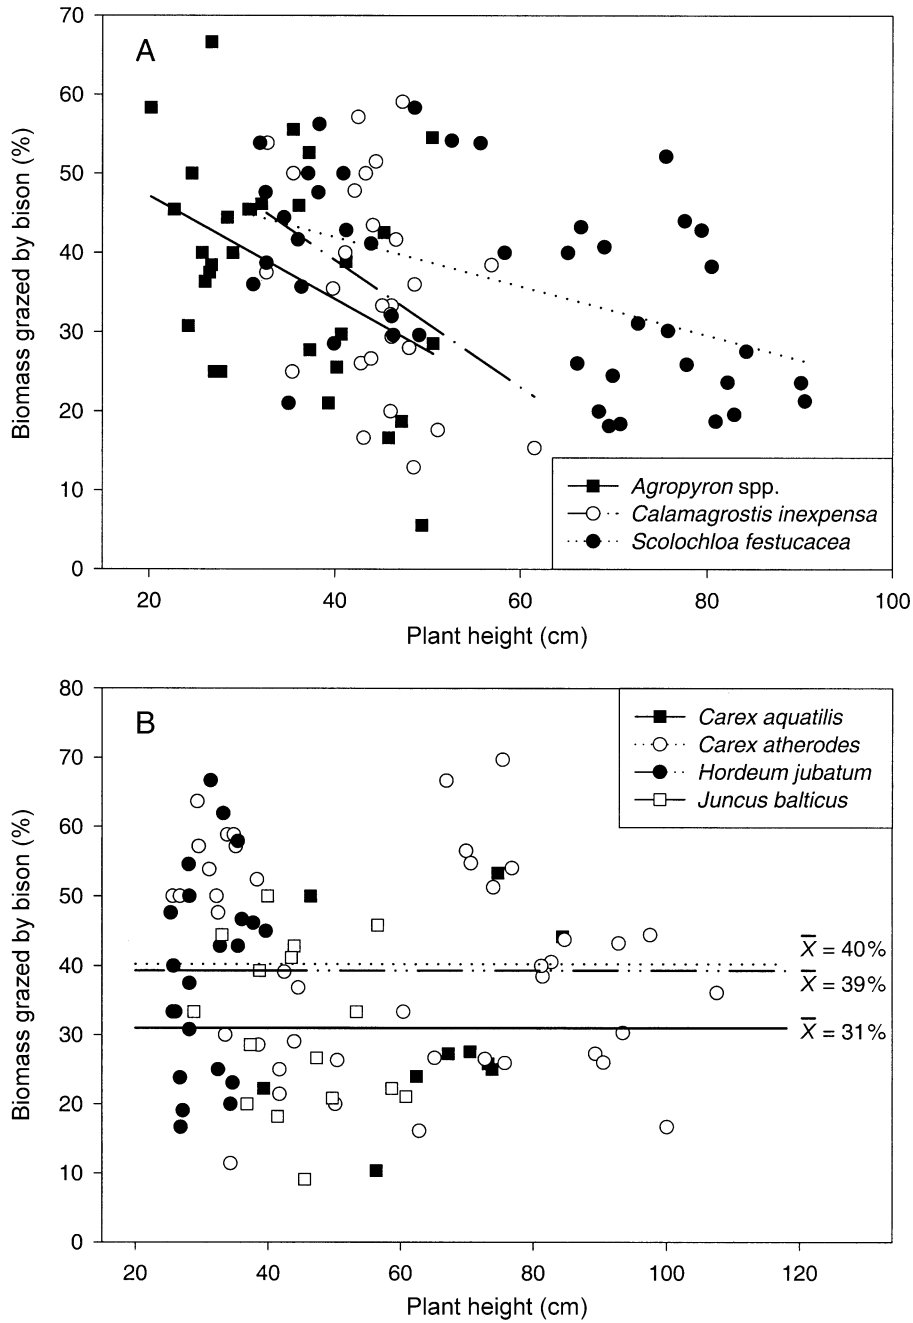 70
60
50
40
30
20
10
0
A
Biomass grazed by bison (%)
Agropyron spp.
Calamagrostis inexpensa
Scolochloa festucacea
20 40 60 80 100
Plant height (cm)
80
70
60
50
40
30
20
10
0
B
Biomass grazed by bison (%)
Carex aquatilis
Carex atherodes
Hordeum jubatum
Juncus balticus
X̅ = 40%
X̅ = 39%
X̅ = 31%
20 40 60 80 100 120
Plant height (cm)